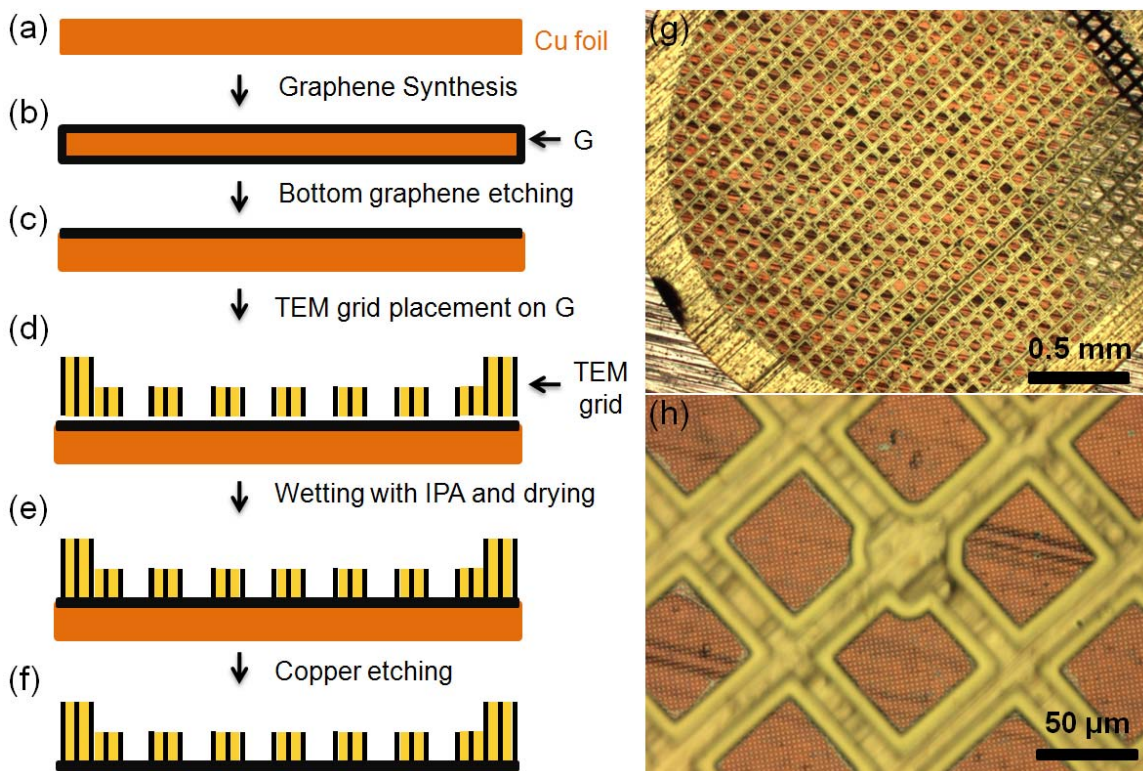 (a)
Cu foil
Graphene Synthesis
(b)
G
Bottom graphene etching
(c)
TEM grid placement on G
(d)
TEM
grid
Wetting with IPA and drying
(e)
Copper etching
(f)
(g)
0.5 mm
(h)
50 μm